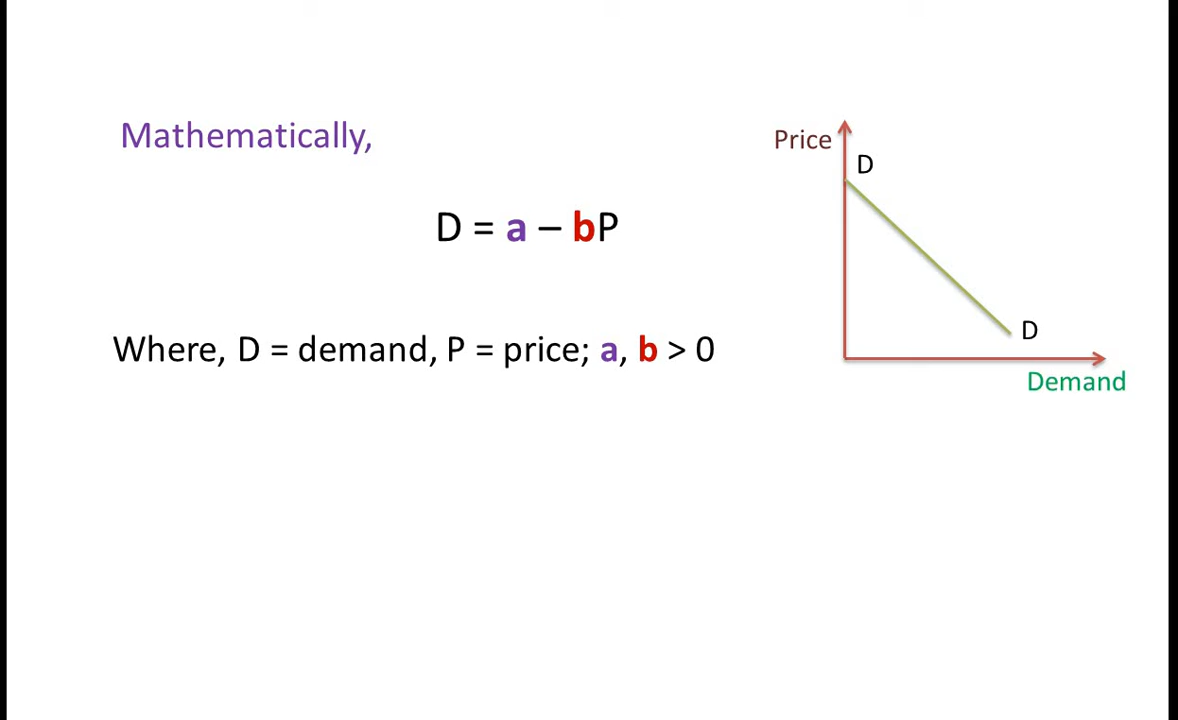 Mathematically,
D = a – bP
Where, D = demand, P = price; a, b > 0
Price
D
D
Demand